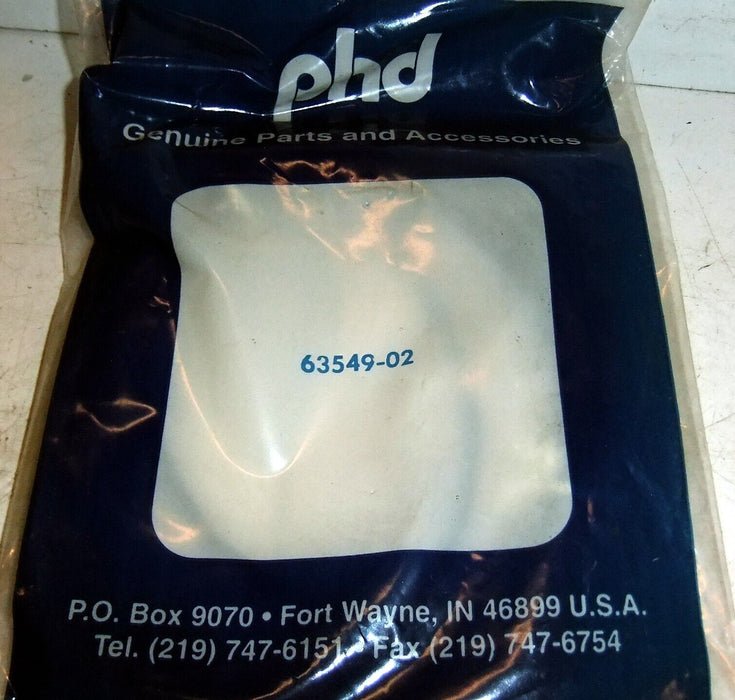 phd
Genuine Parts and Accessories
63549-02
P.O. Box 9070 • Fort Wayne, IN 46899 U.S.A.
Tel. (219) 747-6151 • Fax (219) 747-6754